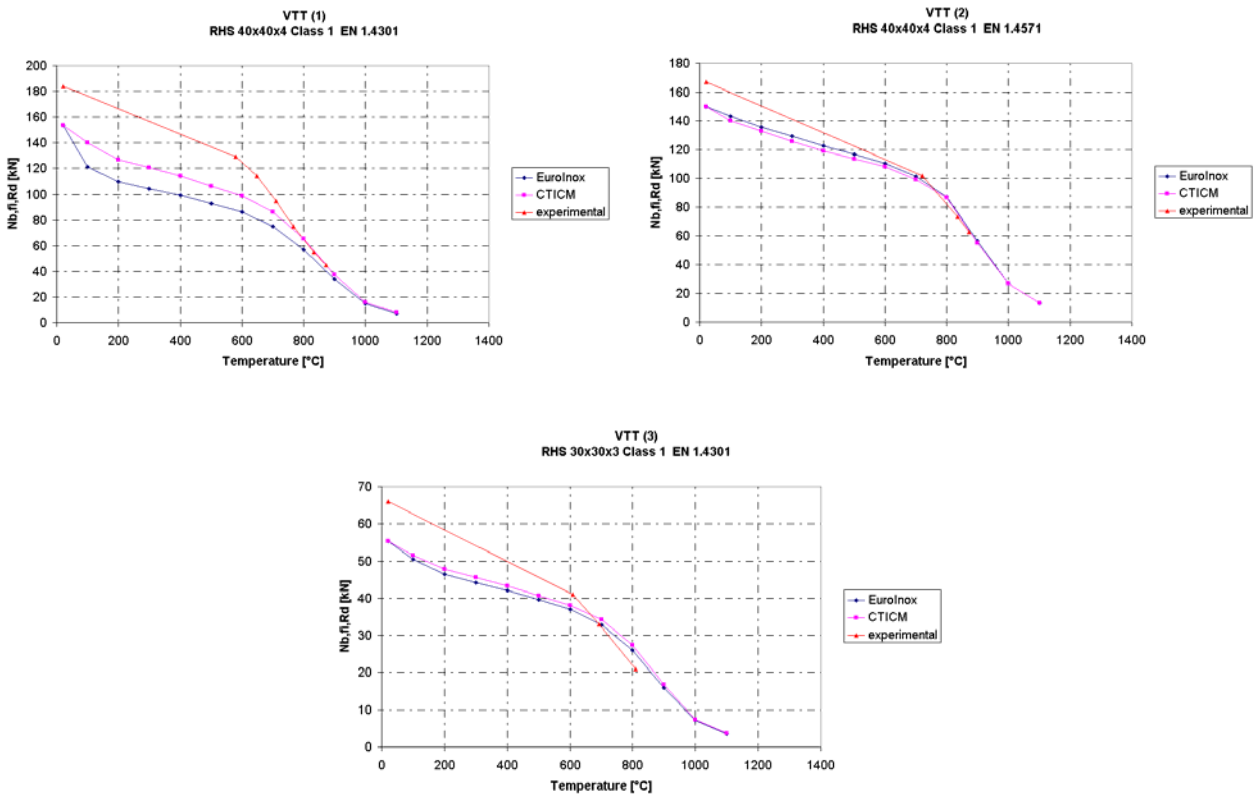 VTT (1)
RHS 40x40x4 Class 1 EN 1.4301
Nb,fi,Rd [kN]
200
180
160
140
120
100
80
60
40
20
0
0 200 400 600 800 1000 1200 1400
Temperature [°C]
EuroInox
CTICM
experimental
VTT (2)
RHS 40x40x4 Class 1 EN 1.4571
Nb,fi,Rd [kN]
180
160
140
120
100
80
60
40
20
0
0 200 400 600 800 1000 1200 1400
Temperature [°C]
EuroInox
CTICM
experimental
VTT (3)
RHS 30x30x3 Class 1 EN 1.4301
Nb,fi,Rd [kN]
70
60
50
40
30
20
10
0
0 200 400 600 800 1000 1200 1400
Temperature [°C]
EuroInox
CTICM
experimental